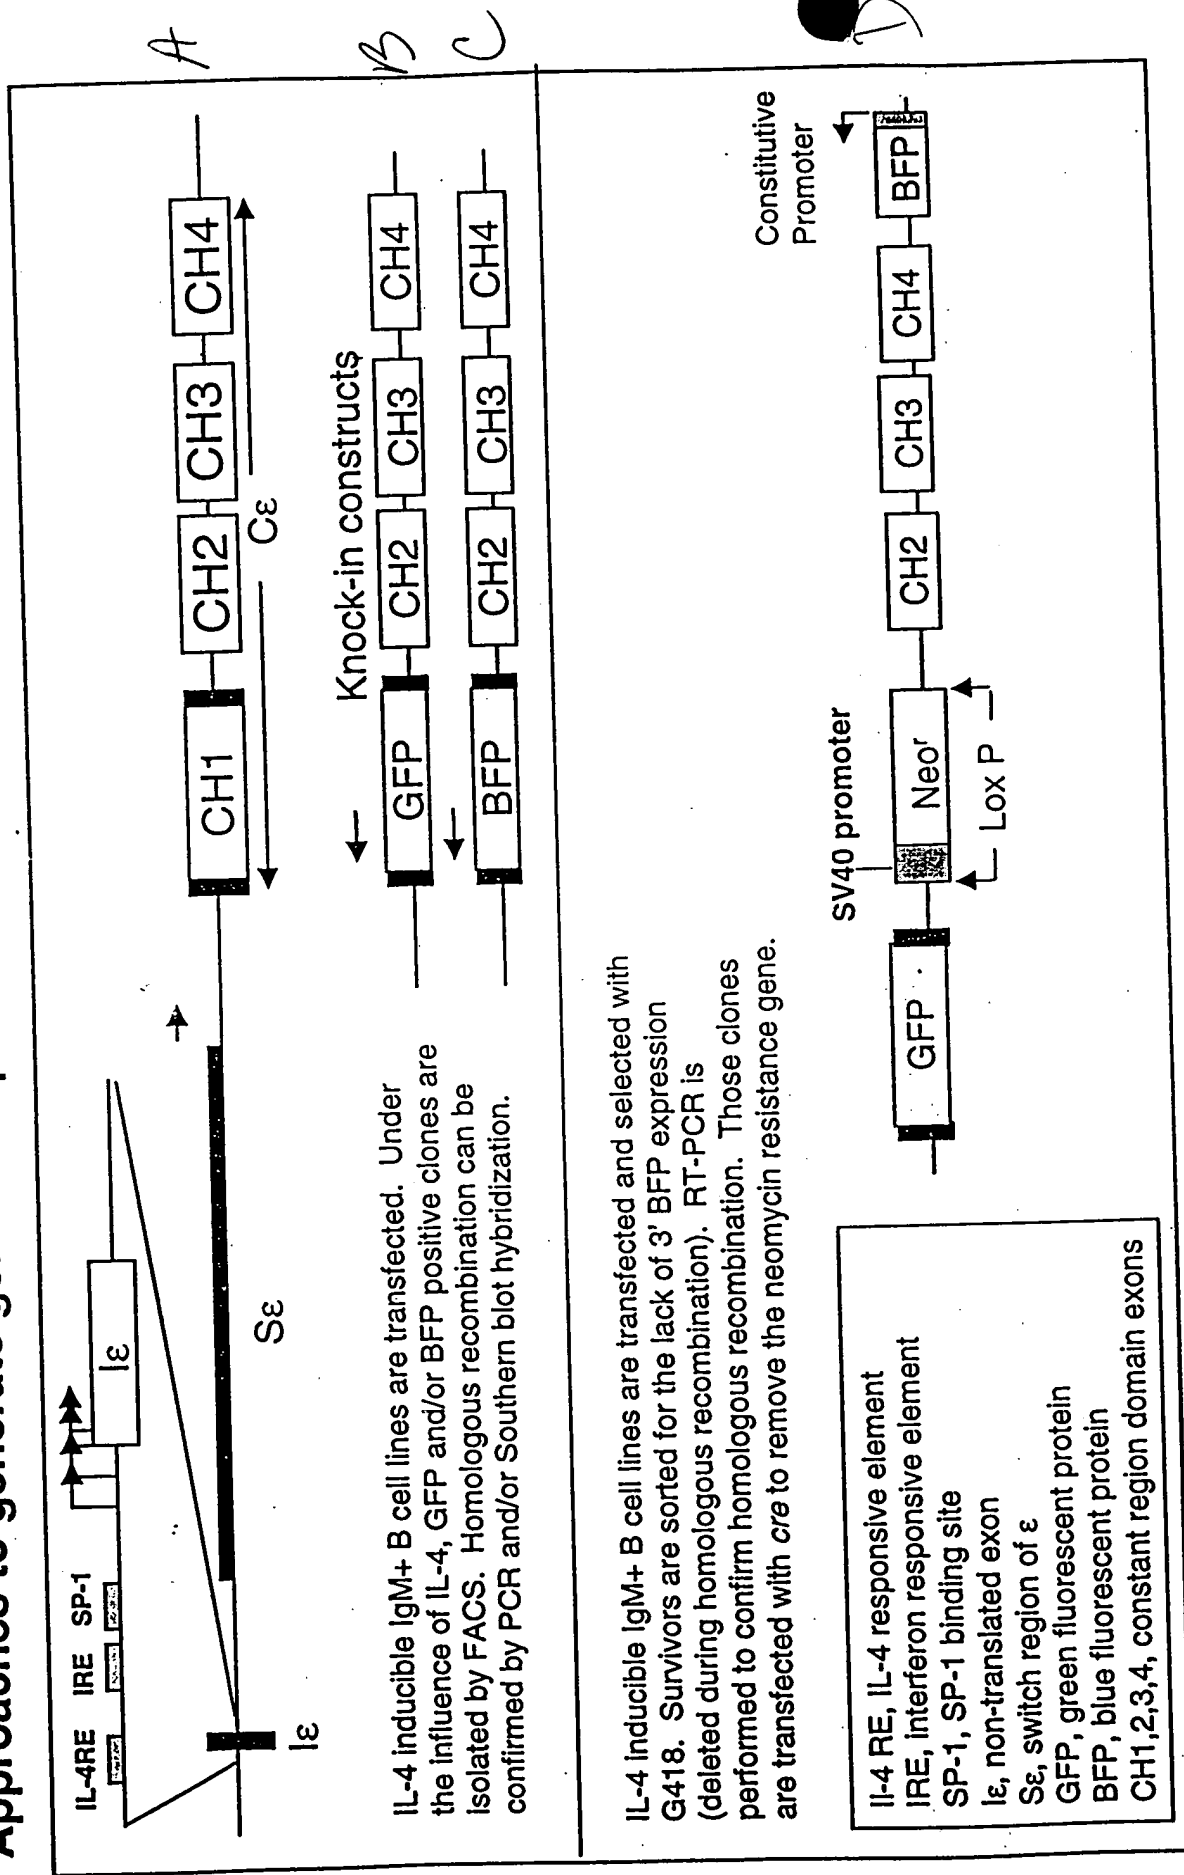 Approaches to generate
A
IL-4RE IRE SP-1
Iε
CH1 CH2 CH3 CH4
Iε
Sε
Cε
Knock-in constructs
B
GFP CH2 CH3 CH4
C
BFP CH2 CH3 CH4
IL-4 inducible IgM+ B cell lines are transfected. Under
the influence of IL-4, GFP and/or BFP positive clones are
isolated by FACS. Homologous recombination can be
confirmed by PCR and/or Southern blot hybridization.
IL-4 inducible IgM+ B cell lines are transfected and selected with
G418. Survivors are sorted for the lack of 3' BFP expression
(deleted during homologous recombination). RT-PCR is
performed to confirm homologous recombination. Those clones
are transfected with cre to remove the neomycin resistance gene.
D
Constitutive
Promoter
SV40 promoter
GFP Neoʳ CH2 CH3 CH4 BFP
Lox P
Il-4 RE, IL-4 responsive element
IRE, Interferon responsive element
SP-1, SP-1 binding site
Iε, non-translated exon
Sε, switch region of ε
GFP, green fluorescent protein
BFP, blue fluorescent protein
CH1,2,3,4, constant region domain exons